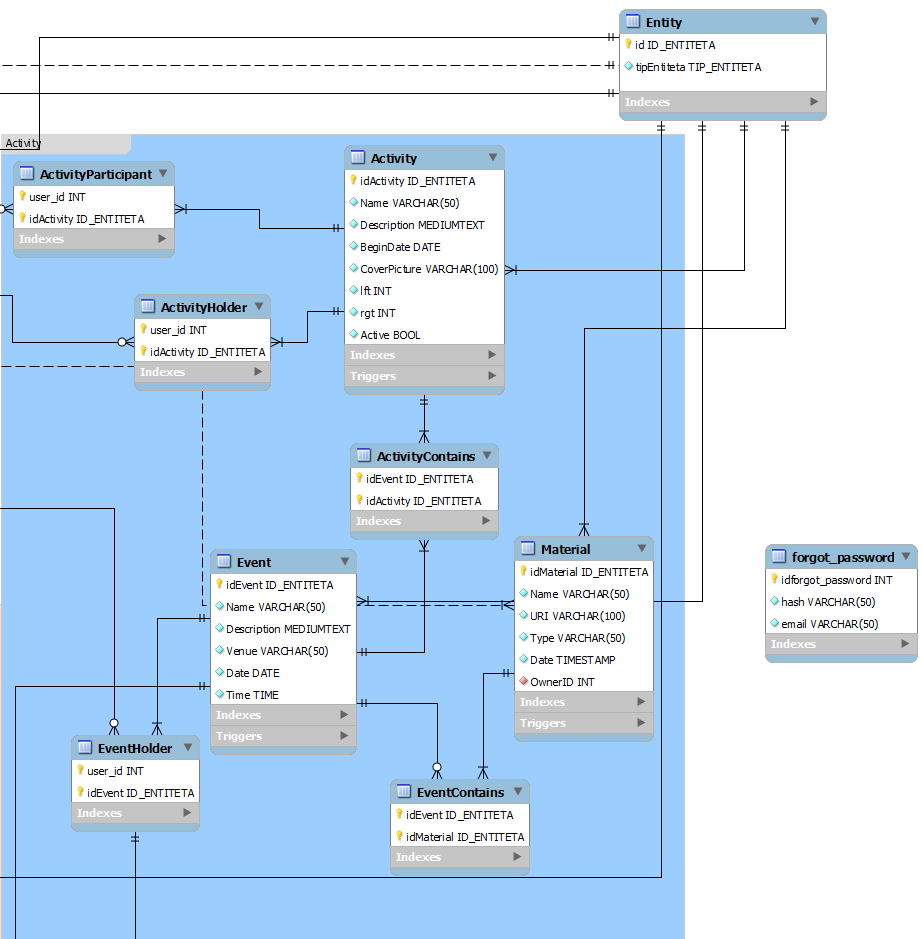 Entity
id ID_ENTITETA
tipEntiteta TIP_ENTITETA
Indexes
Activity
ActivityParticipant
user_id INT
idActivity ID_ENTITETA
Indexes
Activity
idActivity ID_ENTITETA
Name VARCHAR(50)
Description MEDIUMTEXT
BeginDate DATE
CoverPicture VARCHAR(100)
lft INT
rgt INT
Active BOOL
Indexes
Triggers
ActivityHolder
user_id INT
idActivity ID_ENTITETA
Indexes
ActivityContains
idEvent ID_ENTITETA
idActivity ID_ENTITETA
Indexes
Event
idEvent ID_ENTITETA
Name VARCHAR(50)
Description MEDIUMTEXT
Venue VARCHAR(50)
Date DATE
Time TIME
Indexes
Triggers
Material
idMaterial ID_ENTITETA
Name VARCHAR(50)
URI VARCHAR(100)
Type VARCHAR(50)
Date TIMESTAMP
OwnerID INT
Indexes
Triggers
forgot_password
idforgot_password INT
hash VARCHAR(50)
email VARCHAR(50)
Indexes
EventHolder
user_id INT
idEvent ID_ENTITETA
Indexes
EventContains
idEvent ID_ENTITETA
idMaterial ID_ENTITETA
Indexes